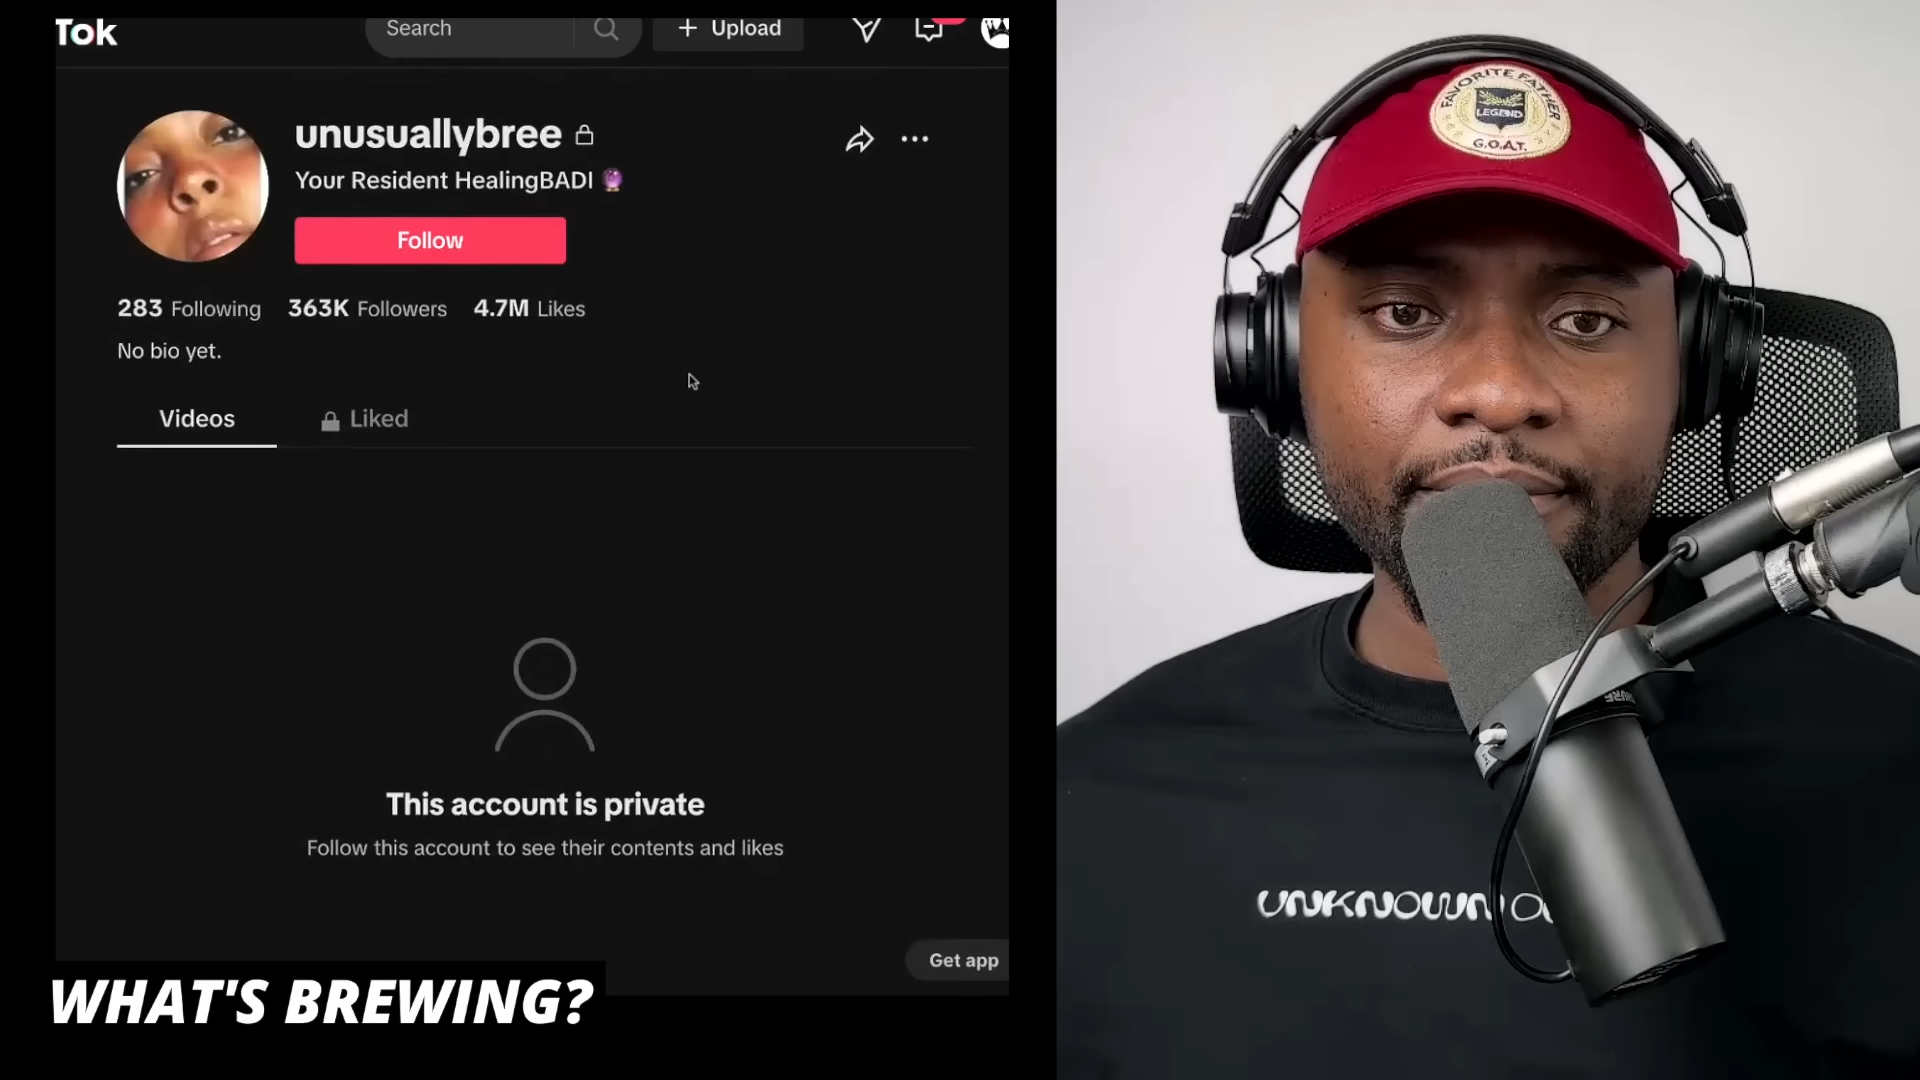 Tok
Search
+ Upload
unusuallybree
Your Resident HealingBADI
Follow
283 Following 363K Followers 4.7M Likes
No bio yet.
Videos
Liked
This account is private
Follow this account to see their contents and likes
Get app
WHAT'S BREWING?
FAVORITE FATHER
LEGEND
G.O.A.T.
UNKNOWN
SHURE